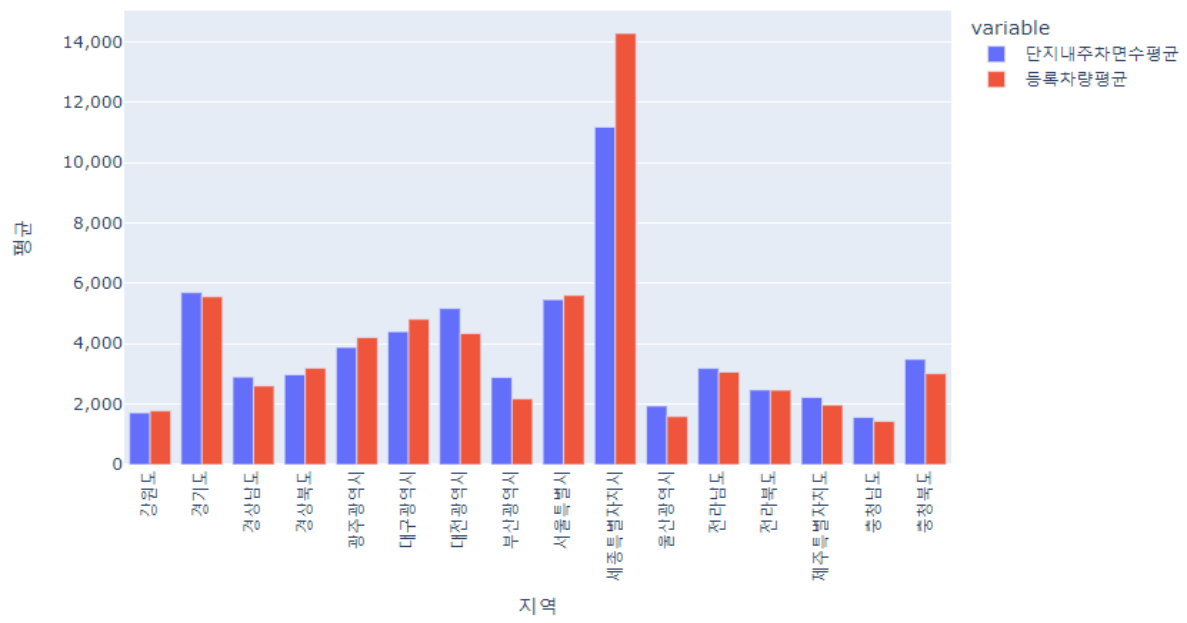 variable
단지내주차면수평균
등록차량평균
평균
14,000
12,000
10,000
8,000
6,000
4,000
2,000
0
강원도
경기도
경상남도
경상북도
광주광역시
대구광역시
대전광역시
부산광역시
서울특별시
세종특별자치시
울산광역시
전라남도
전라북도
제주특별자치도
충청남도
충청북도
지역